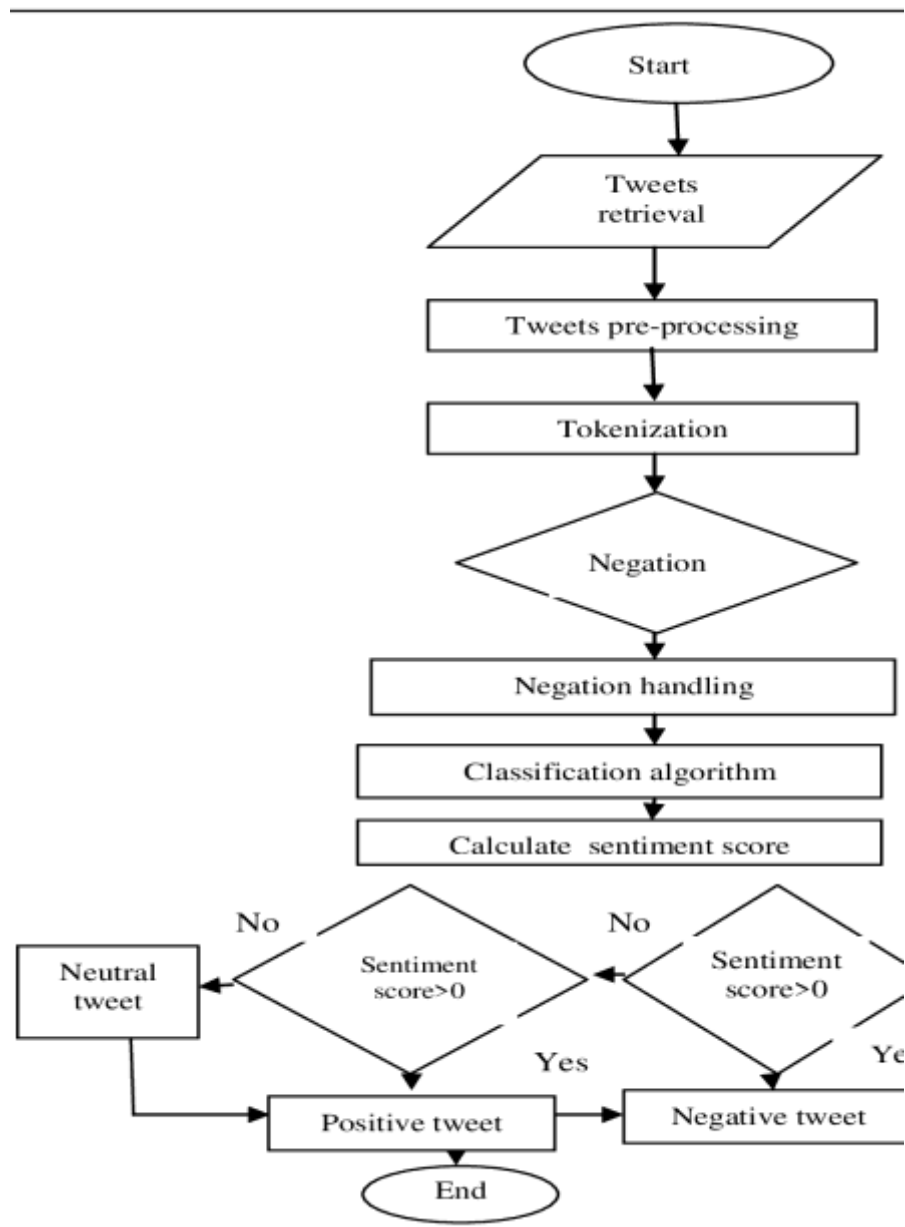 Start
Tweets
retrieval
Tweets pre-processing
Tokenization
Negation
Negation handling
Classification algorithm
Calculate sentiment score
No
No
Neutral
tweet
Sentiment
score>0
Sentiment
score>0
Yes
Ye
Positive tweet
Negative tweet
End